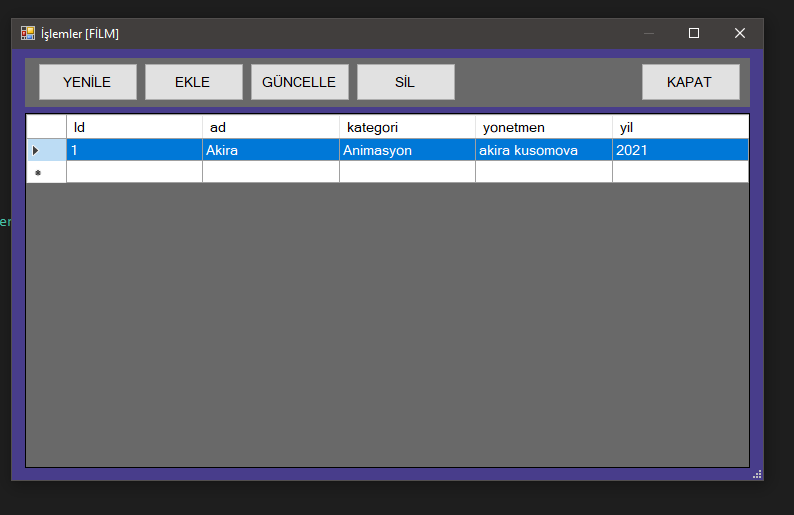 İşlemler [FİLM]
YENİLE EKLE GÜNCELLE SİL KAPAT
Id ad kategori yonetmen yil
1 Akira Animasyon akira kusomova 2021
er